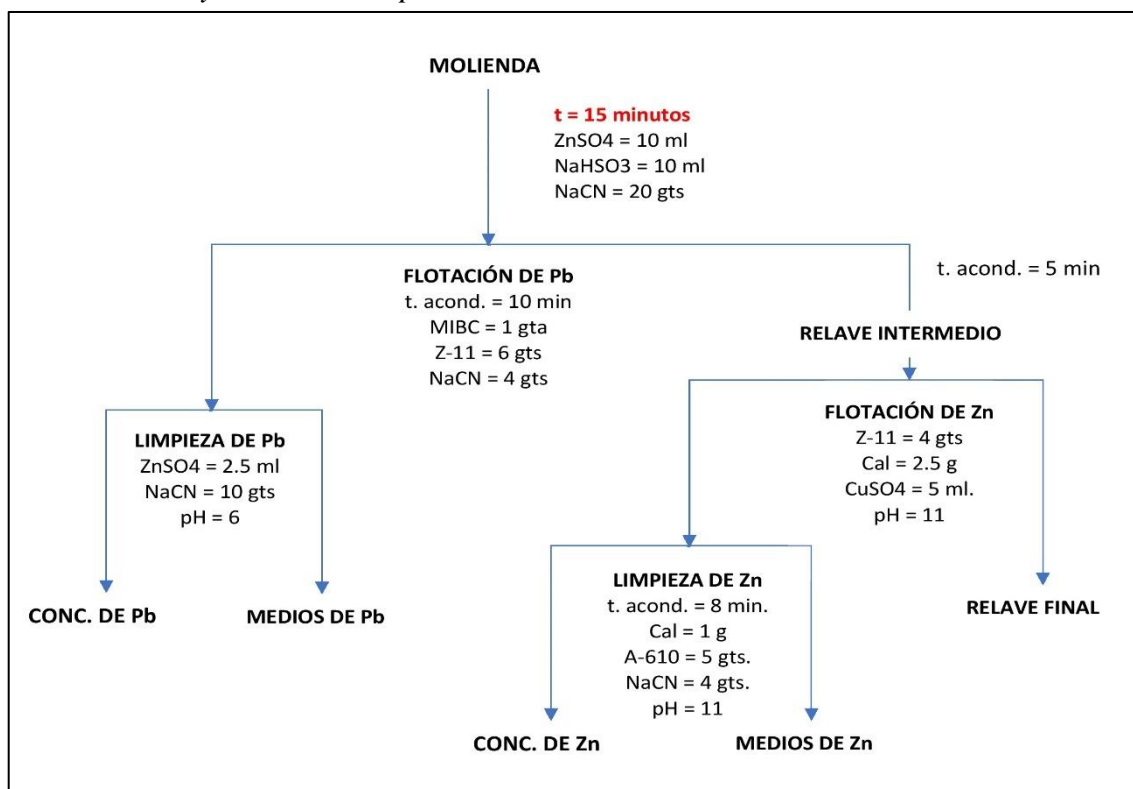 MOLIENDA
t = 15 minutos
ZnSO4 = 10 ml
NaHSO3 = 10 ml
NaCN = 20 gts
t. acond. = 5 min
FLOTACIÓN DE Pb
t. acond. = 10 min
MIBC = 1 gta
Z-11 = 6 gts
NaCN = 4 gts
RELAVE INTERMEDIO
LIMPIEZA DE Pb
ZnSO4 = 2.5 ml
NaCN = 10 gts
pH = 6
FLOTACIÓN DE Zn
Z-11 = 4 gts
Cal = 2.5 g
CuSO4 = 5 ml.
pH = 11
CONC. DE Pb
MEDIOS DE Pb
LIMPIEZA DE Zn
t. acond. = 8 min.
Cal = 1 g
A-610 = 5 gts.
NaCN = 4 gts.
pH = 11
RELAVE FINAL
CONC. DE Zn
MEDIOS DE Zn